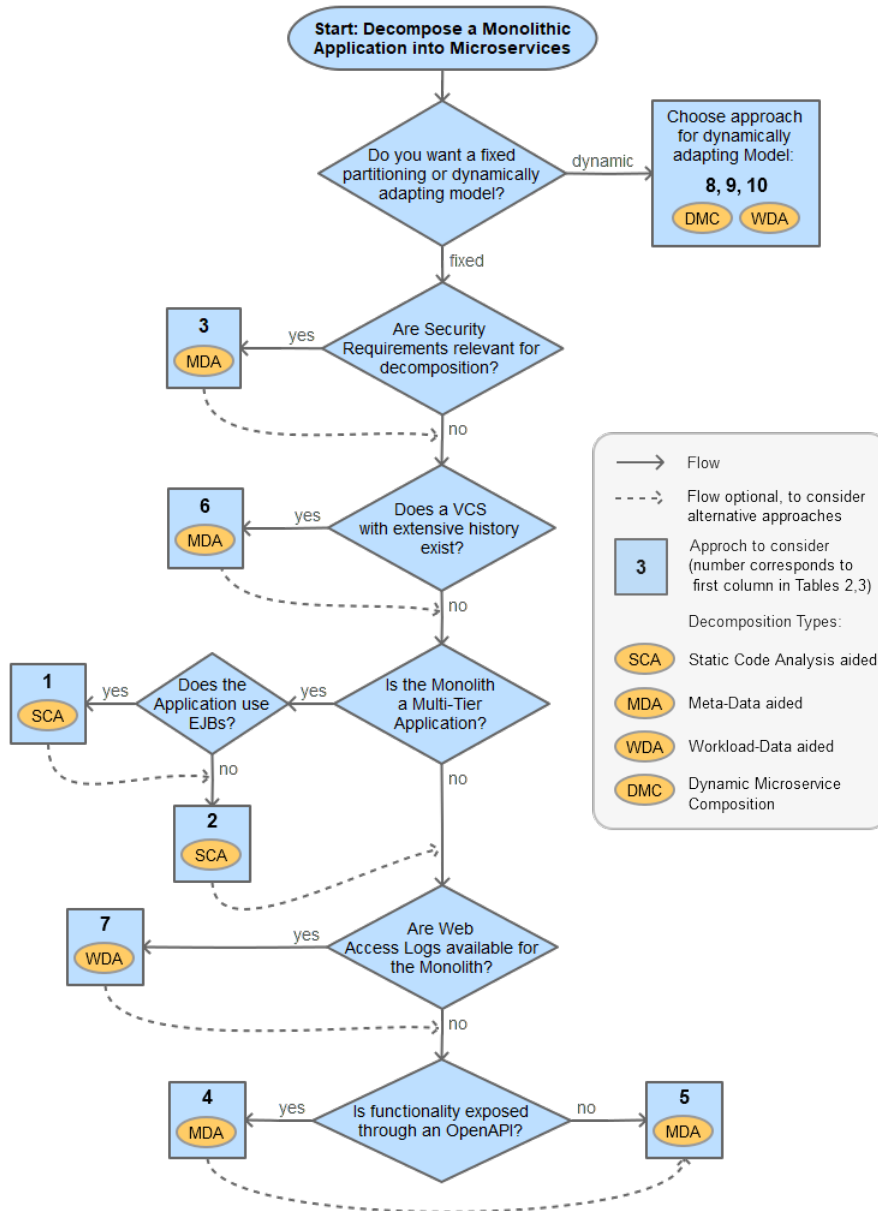 Start: Decompose a Monolithic
Application into Microservices
Do you want a fixed
partitioning or dynamically
adapting model?
dynamic
Choose approach
for dynamically
adapting Model:
8, 9, 10
DMC
WDA
fixed
Are Security
Requirements relevant for
decomposition?
yes
3
MDA
no
Does a VCS
with extensive history
exist?
yes
6
MDA
no
Is the Monolith
a Multi-Tier
Application?
yes
Does the
Application use
EJBs?
yes
1
SCA
no
2
SCA
no
Are Web
Access Logs available for
the Monolith?
yes
7
WDA
no
Is functionality exposed
through an OpenAPI?
yes
4
MDA
no
5
MDA
Flow
Flow optional, to consider
alternative approaches
3
Approch to consider
(number corresponds to
first column in Tables 2,3)
Decomposition Types:
SCA
Static Code Analysis aided
MDA
Meta-Data aided
WDA
Workload-Data aided
DMC
Dynamic Microservice
Composition